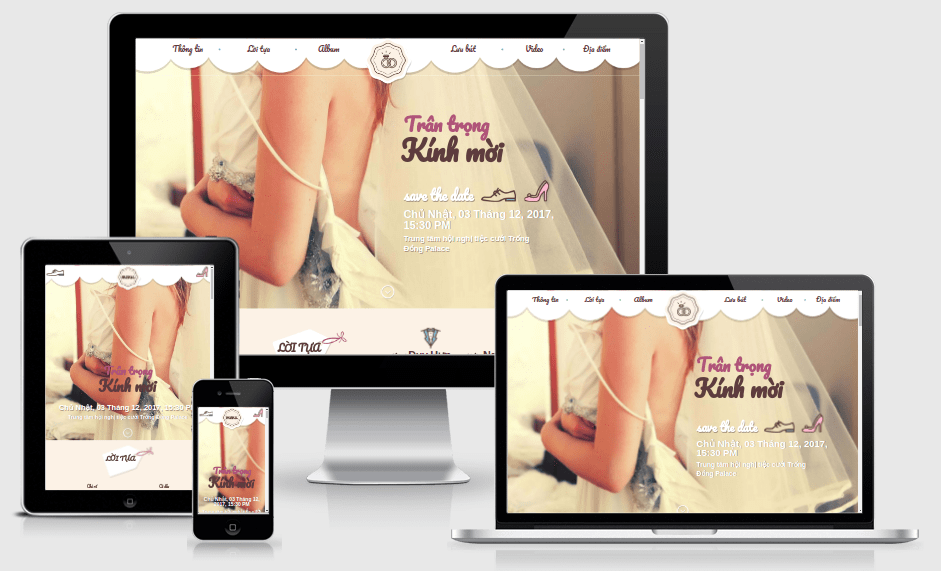 Thông tin • Lời tựa • Album Lưu bút • Video • Địa điểm
Trân trọng
Kính mời
save the date
Chủ Nhật, 03 Tháng 12, 2017,
15:30 PM
Trung tâm hội nghị tiệc cưới Trống
Đồng Palace
LỜI TỰA
Trân trọng
Kính mời
Chủ Nhật, 03 Tháng 12, 2017, 15:30 PM
Trung tâm hội nghị tiệc cưới Trống Đồng Palace
LỜI TỰA
Chú rể
Cô dâu
Trân trọng
Kính mời
Chủ Nhật, 03 Tháng 12,
2017, 15:30 PM
Thông tin • Lời tựa • Album Lưu bút • Video • Địa điểm
Trân trọng
Kính mời
save the date
Chủ Nhật, 03 Tháng 12, 2017,
15:30 PM
Trung tâm hội nghị tiệc cưới Trống
Đồng Palace